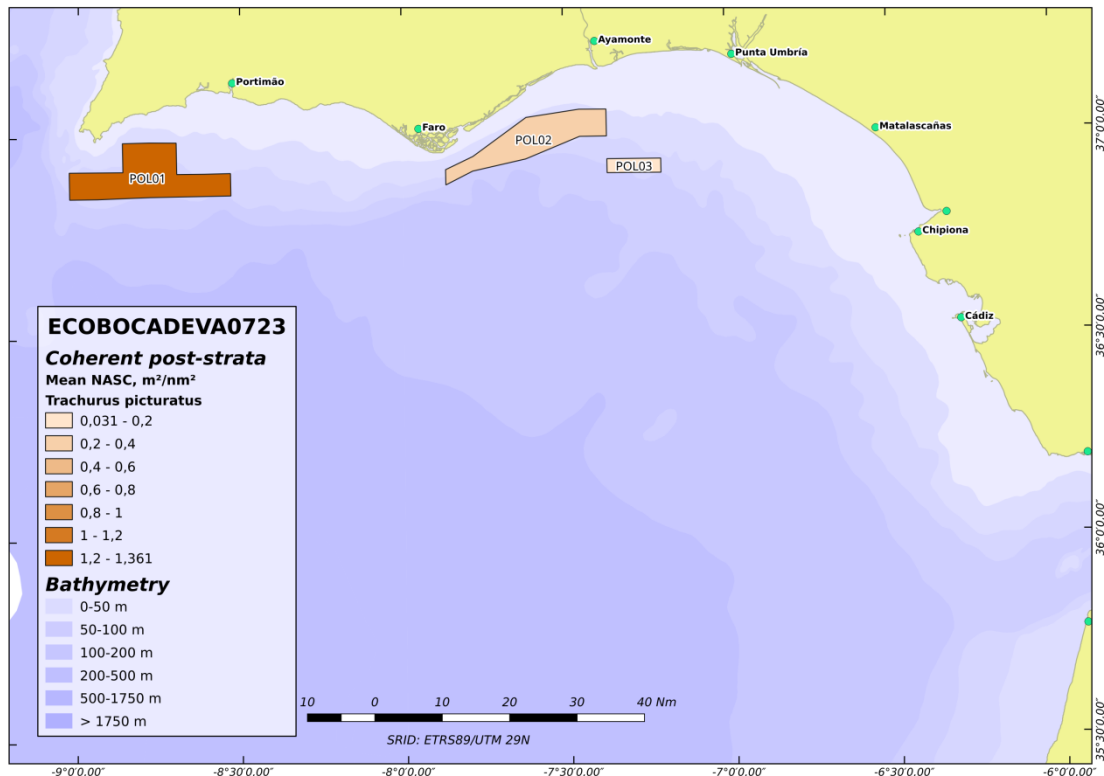 Ayamonte
Punta Umbría
Portimão
Faro
Matalascañas
POL01
POL02
POL03
Chipiona
Cádiz
ECOBOCADEVA0723
Coherent post-strata
Mean NASC, m²/nm²
Trachurus picturatus
0,031 - 0,2
0,2 - 0,4
0,4 - 0,6
0,6 - 0,8
0,8 - 1
1 - 1,2
1,2 - 1,361
Bathymetry
0-50 m
50-100 m
100-200 m
200-500 m
500-1750 m
> 1750 m
10 0 10 20 30 40 Nm
SRID: ETRS89/UTM 29N
37°0'0.00"
36°30'0.00"
36°0'0.00"
35°30'0.00"
-9°0'0.00" -8°30'0.00" -8°0'0.00" -7°30'0.00" -7°0'0.00" -6°30'0.00" -6°0'0.00"